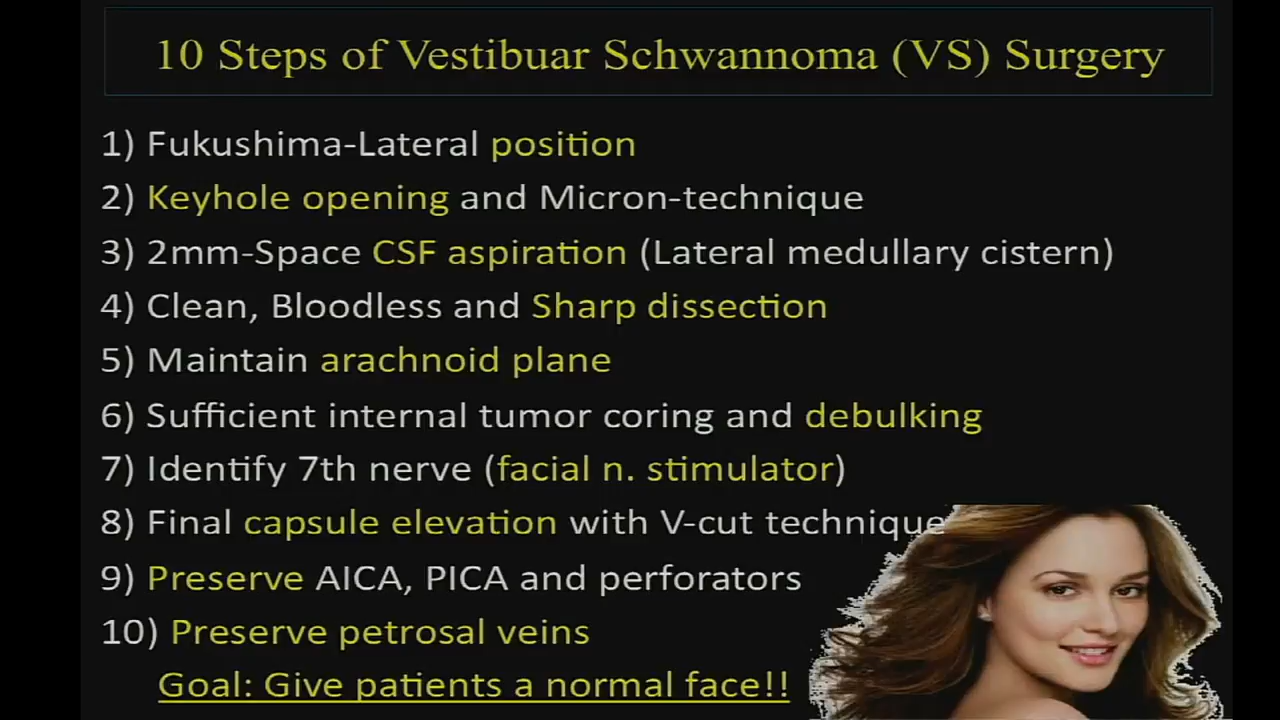 10 Steps of Vestibuar Schwannoma (VS) Surgery
1) Fukushima-Lateral position
2) Keyhole opening and Micron-technique
3) 2mm-Space CSF aspiration (Lateral medullary cistern)
4) Clean, Bloodless and Sharp dissection
5) Maintain arachnoid plane
6) Sufficient internal tumor coring and debulking
7) Identify 7th nerve (facial n. stimulator)
8) Final capsule elevation with V-cut technique
9) Preserve AICA, PICA and perforators
10) Preserve petrosal veins
Goal: Give patients a normal face!!